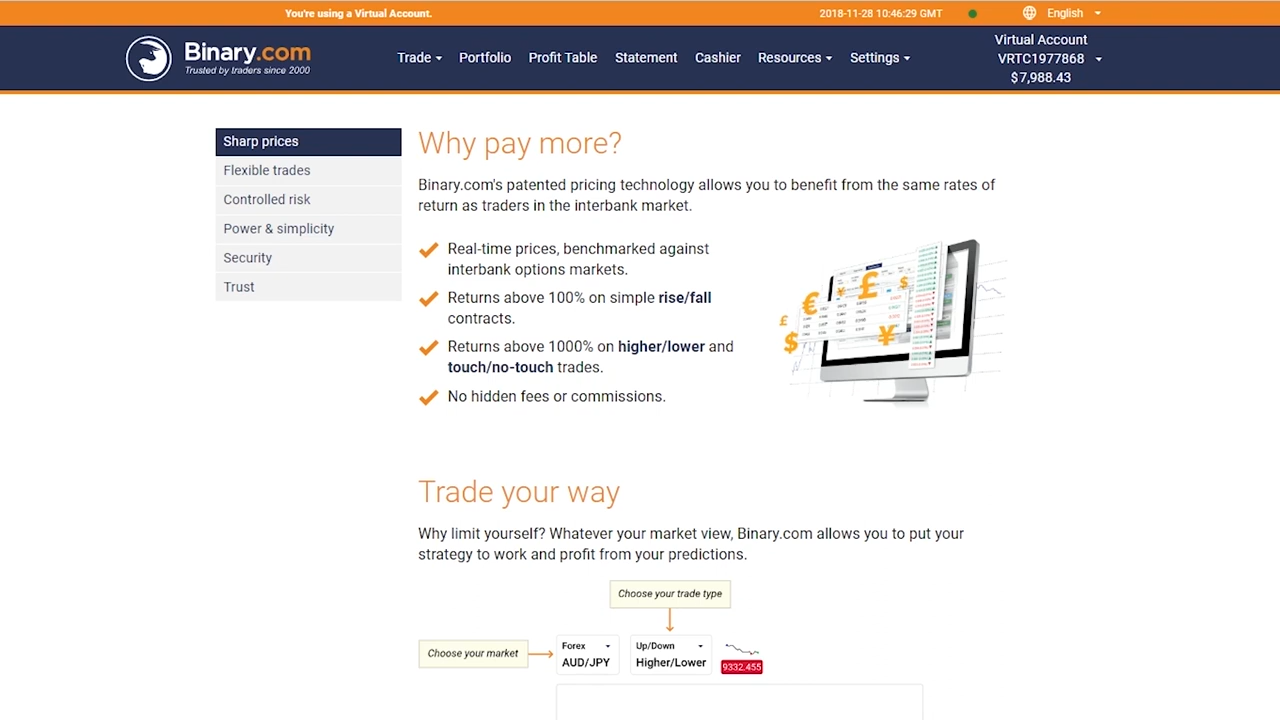 You're using a Virtual Account.
2018-11-28 10:46:29 GMT
English
Binary.com
Trusted by traders since 2000
Trade
Portfolio
Profit Table
Statement
Cashier
Resources
Settings
Virtual Account
VRTC1977868
$7,988.43
Sharp prices
Flexible trades
Controlled risk
Power & simplicity
Security
Trust
Why pay more?
Binary.com's patented pricing technology allows you to benefit from the same rates of
return as traders in the interbank market.
Real-time prices, benchmarked against
interbank options markets.
Returns above 100% on simple rise/fall
contracts.
Returns above 1000% on higher/lower and
touch/no-touch trades.
No hidden fees or commissions.
Trade your way
Why limit yourself? Whatever your market view, Binary.com allows you to put your
strategy to work and profit from your predictions.
Choose your trade type
Choose your market
Forex
AUD/JPY
Up/Down
Higher/Lower
9332.455